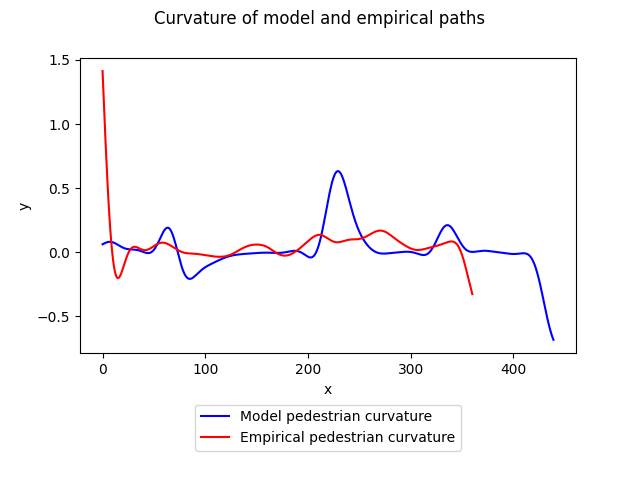 Curvature of model and empirical paths
1.5
1.0
0.5
0.0
−0.5
y
0 100 200 300 400
x
Model pedestrian curvature
Empirical pedestrian curvature